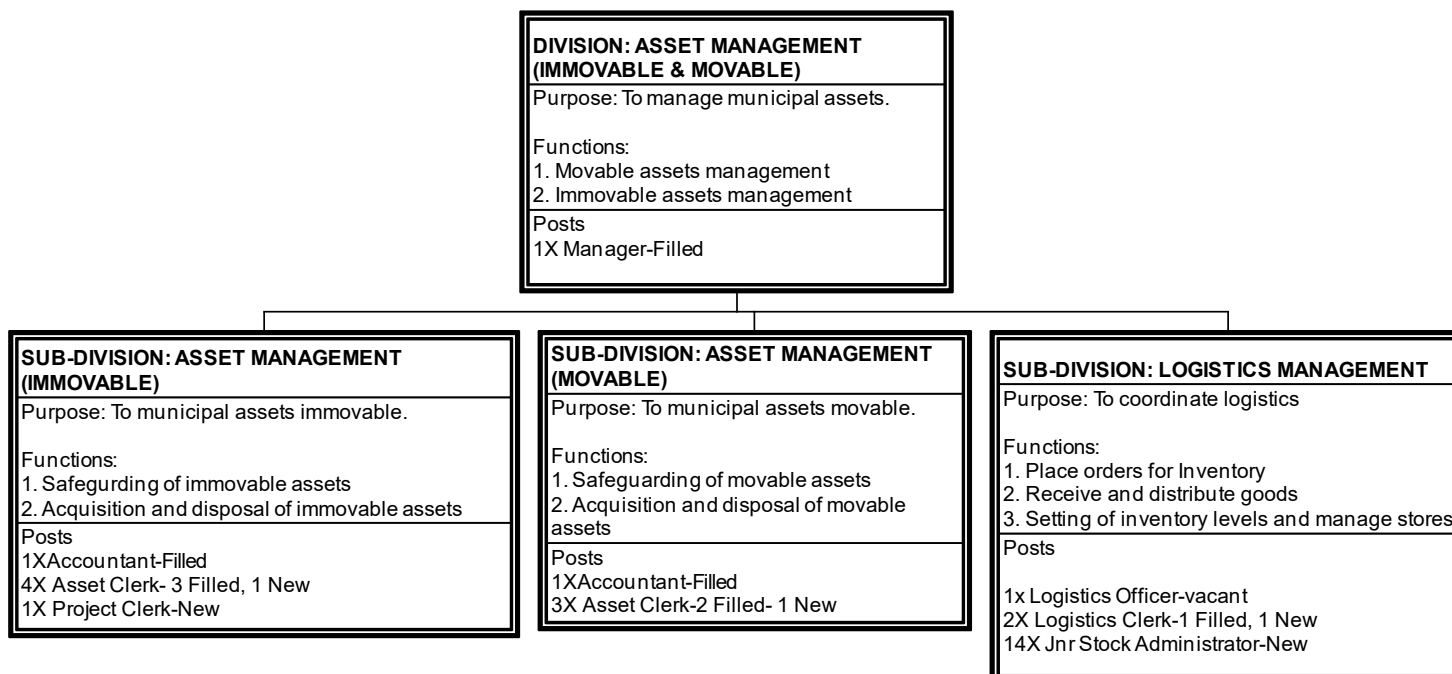 DIVISION: ASSET MANAGEMENT
(IMMOVABLE & MOVABLE)
Purpose: To manage municipal assets.
Functions:
1. Movable assets management
2. Immovable assets management
Posts
1X Manager-Filled
SUB-DIVISION: ASSET MANAGEMENT
(IMMOVABLE)
Purpose: To municipal assets immovable.
Functions:
1. Safegurding of immovable assets
2. Acquisition and disposal of immovable assets
Posts
1XAccountant-Filled
4X Asset Clerk- 3 Filled, 1 New
1X Project Clerk-New
SUB-DIVISION: ASSET MANAGEMENT
(MOVABLE)
Purpose: To municipal assets movable.
Functions:
1. Safeguarding of movable assets
2. Acquisition and disposal of movable
assets
Posts
1XAccountant-Filled
3X Asset Clerk-2 Filled- 1 New
SUB-DIVISION: LOGISTICS MANAGEMENT
Purpose: To coordinate logistics
Functions:
1. Place orders for Inventory
2. Receive and distribute goods
3. Setting of inventory levels and manage stores
Posts
1x Logistics Officer-vacant
2X Logistics Clerk-1 Filled, 1 New
14X Jnr Stock Administrator-New